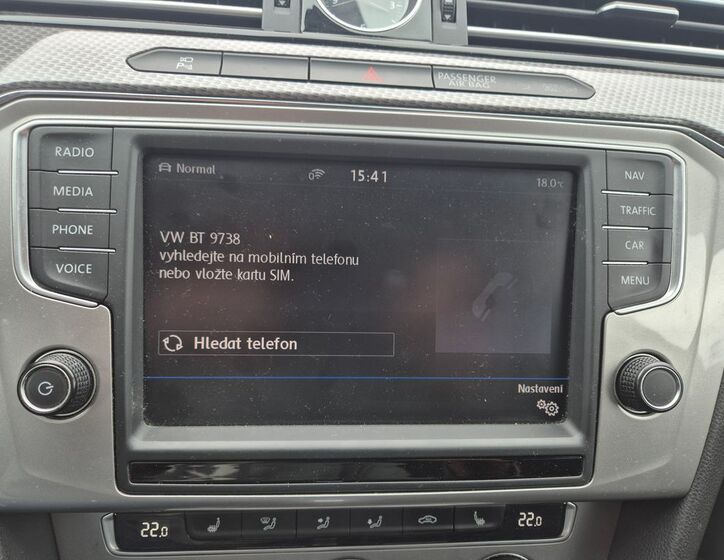 PASSENGER
AIR BAG
RADIO
MEDIA
PHONE
VOICE
Normal
0
15:41
18.0°C
VW BT 9738
vyhledejte na mobilním telefonu
nebo vložte kartu SIM.
Hledat telefon
Nastavení
NAV
TRAFFIC
CAR
MENU
22.0
22.0